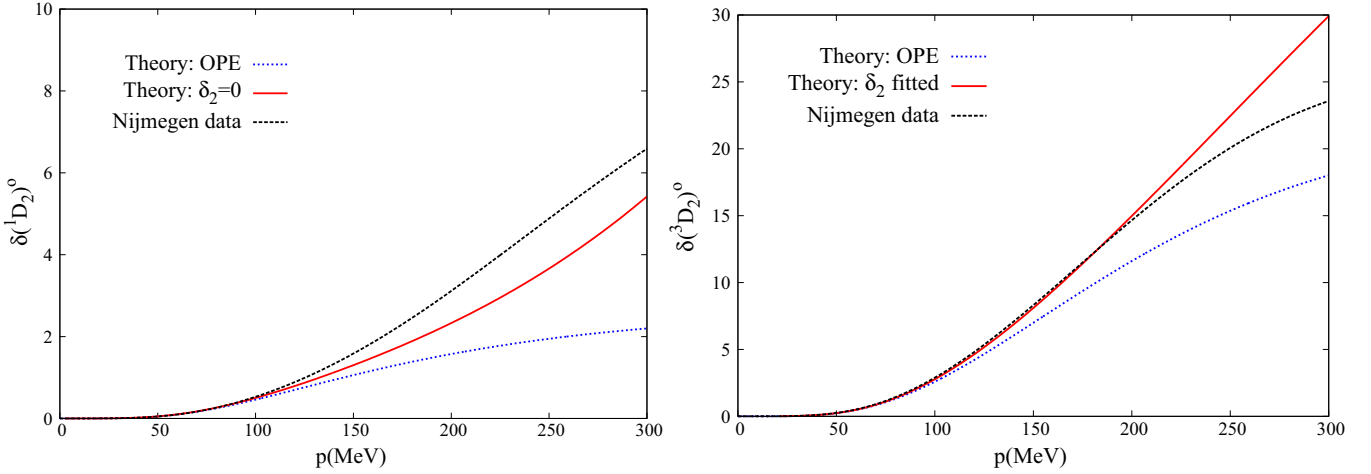 10
8
6
4
2
0
0 50 100 150 200 250 300
δ(¹D₂)º
p(MeV)
Theory: OPE
Theory: δ₂=0
Nijmegen data
30
25
20
15
10
5
0
0 50 100 150 200 250 300
δ(³D₂)º
p(MeV)
Theory: OPE
Theory: δ₂ fitted
Nijmegen data